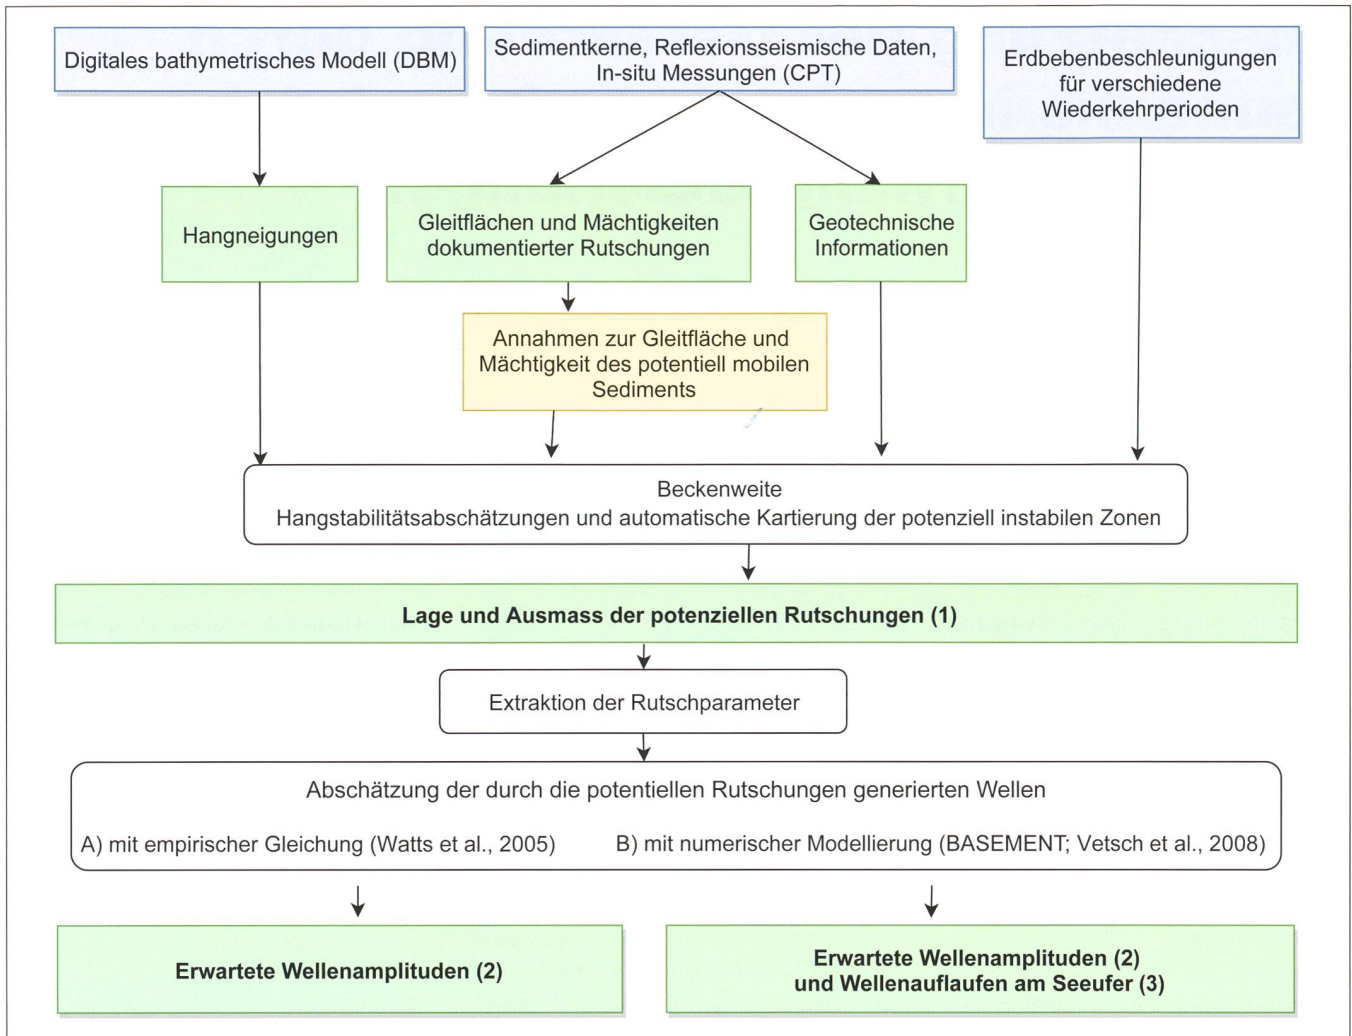 Digitales bathymetrisches Modell (DBM)
Sedimentkerne, Reflexionsseismische Daten,
In-situ Messungen (CPT)
Erdbebenbeschleunigungen
für verschiedene
Wiederkehrperioden
Hangneigungen
Gleitflächen und Mächtigkeiten
dokumentierter Rutschungen
Geotechnische
Informationen
Annahmen zur Gleitfläche und
Mächtigkeit des potentiell mobilen
Sediments
Beckenweite
Hangstabilitätsabschätzungen und automatische Kartierung der potenziell instabilen Zonen
Lage und Ausmass der potenziellen Rutschungen (1)
Extraktion der Rutschparameter
Abschätzung der durch die potentiellen Rutschungen generierten Wellen
A) mit empirischer Gleichung (Watts et al., 2005)
B) mit numerischer Modellierung (BASEMENT; Vetsch et al., 2008)
Erwartete Wellenamplituden (2)
Erwartete Wellenamplituden (2)
und Wellenauflaufen am Seeufer (3)